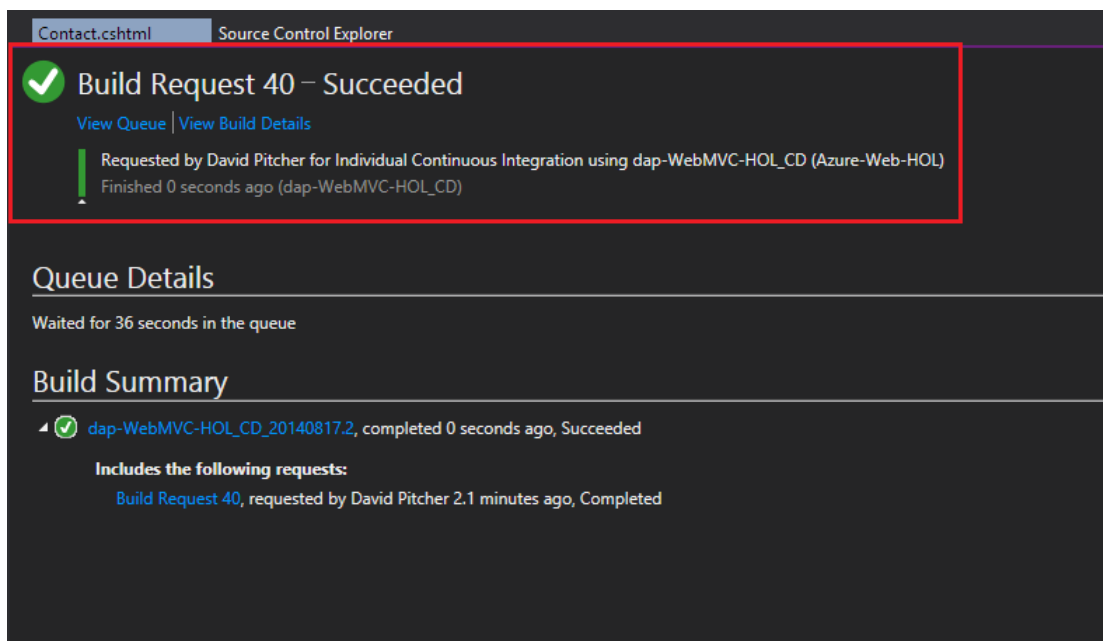 Contact.cshtml Source Control Explorer
Build Request 40 – Succeeded
View Queue | View Build Details
Requested by David Pitcher for Individual Continuous Integration using dap-WebMVC-HOL_CD (Azure-Web-HOL)
Finished 0 seconds ago (dap-WebMVC-HOL_CD)
Queue Details
Waited for 36 seconds in the queue
Build Summary
dap-WebMVC-HOL_CD_20140817.2, completed 0 seconds ago, Succeeded
Includes the following requests:
Build Request 40, requested by David Pitcher 2.1 minutes ago, Completed